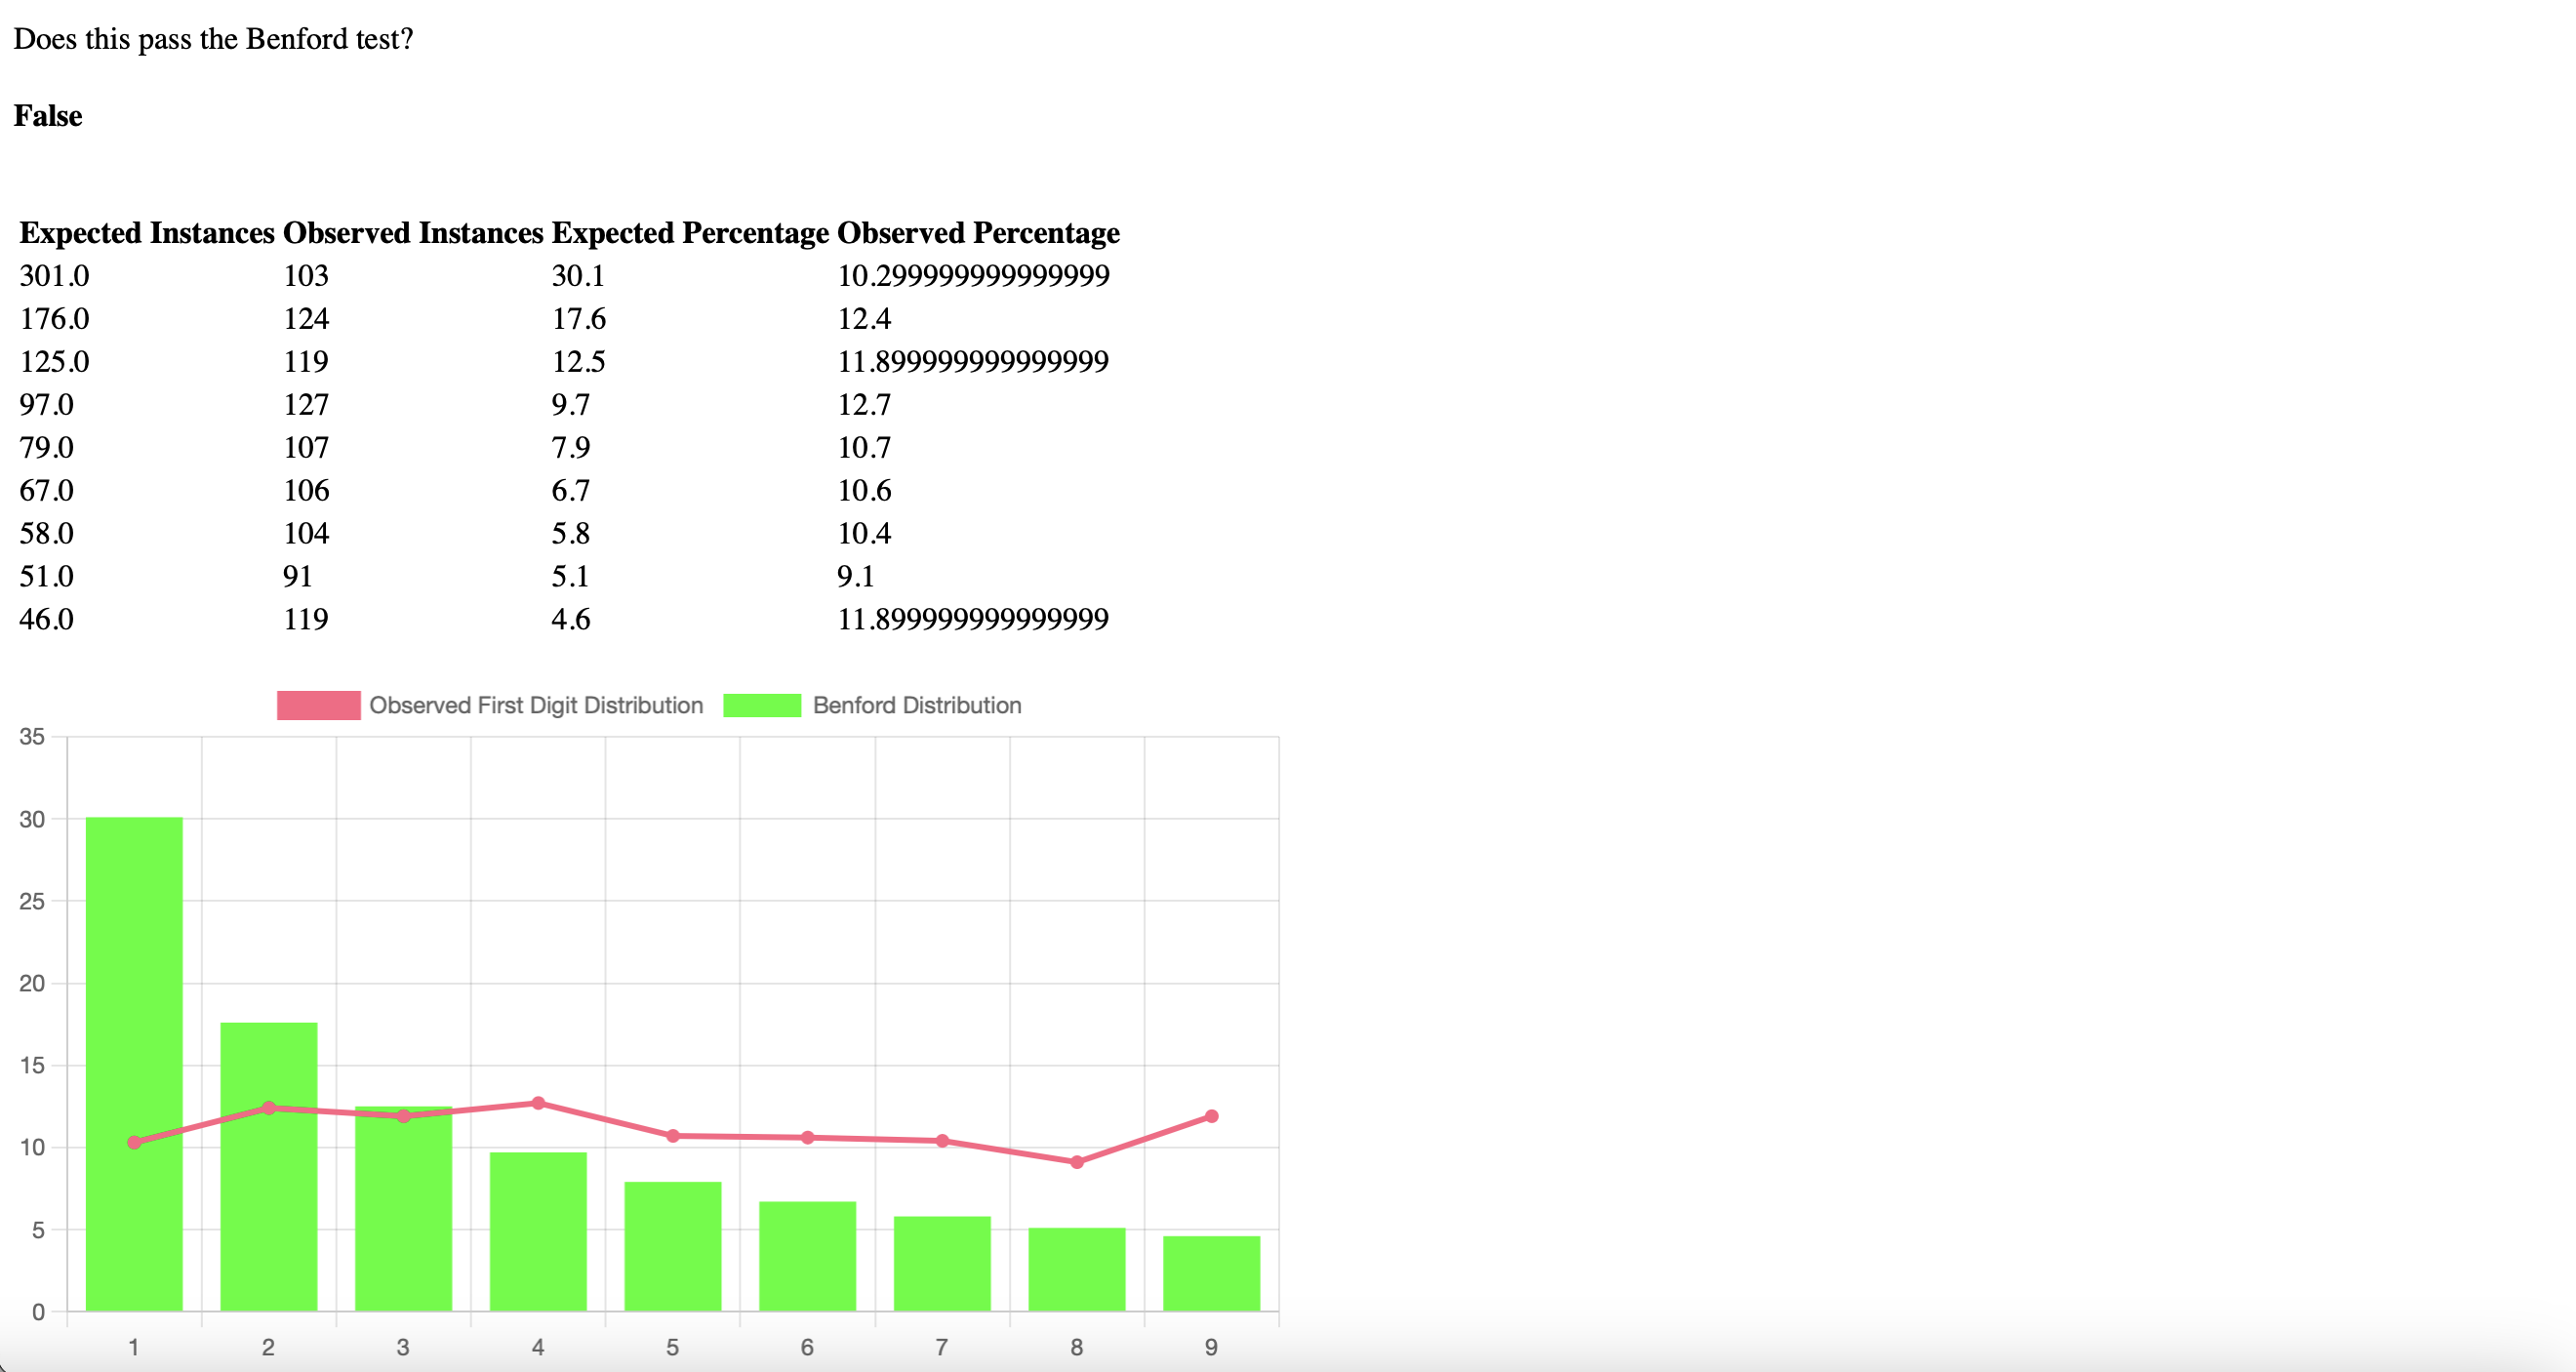 Does this pass the Benford test?
False
Expected Instances Observed Instances Expected Percentage Observed Percentage
301.0 103 30.1 10.299999999999999
176.0 124 17.6 12.4
125.0 119 12.5 11.899999999999999
97.0 127 9.7 12.7
79.0 107 7.9 10.7
67.0 106 6.7 10.6
58.0 104 5.8 10.4
51.0 91 5.1 9.1
46.0 119 4.6 11.899999999999999
Observed First Digit Distribution Benford Distribution
35
30
25
20
15
10
5
0
1 2 3 4 5 6 7 8 9